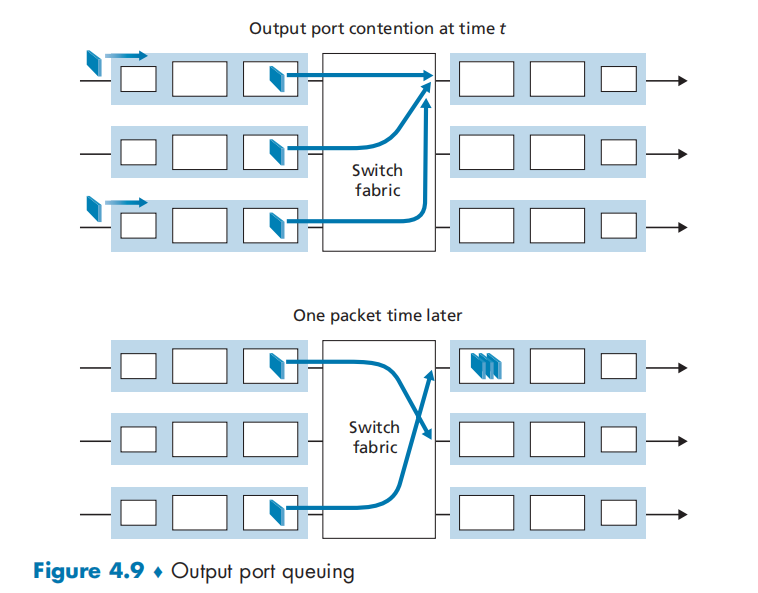 Output port contention at time t
Switch
fabric
One packet time later
Switch
fabric
Figure 4.9 ♦ Output port queuing